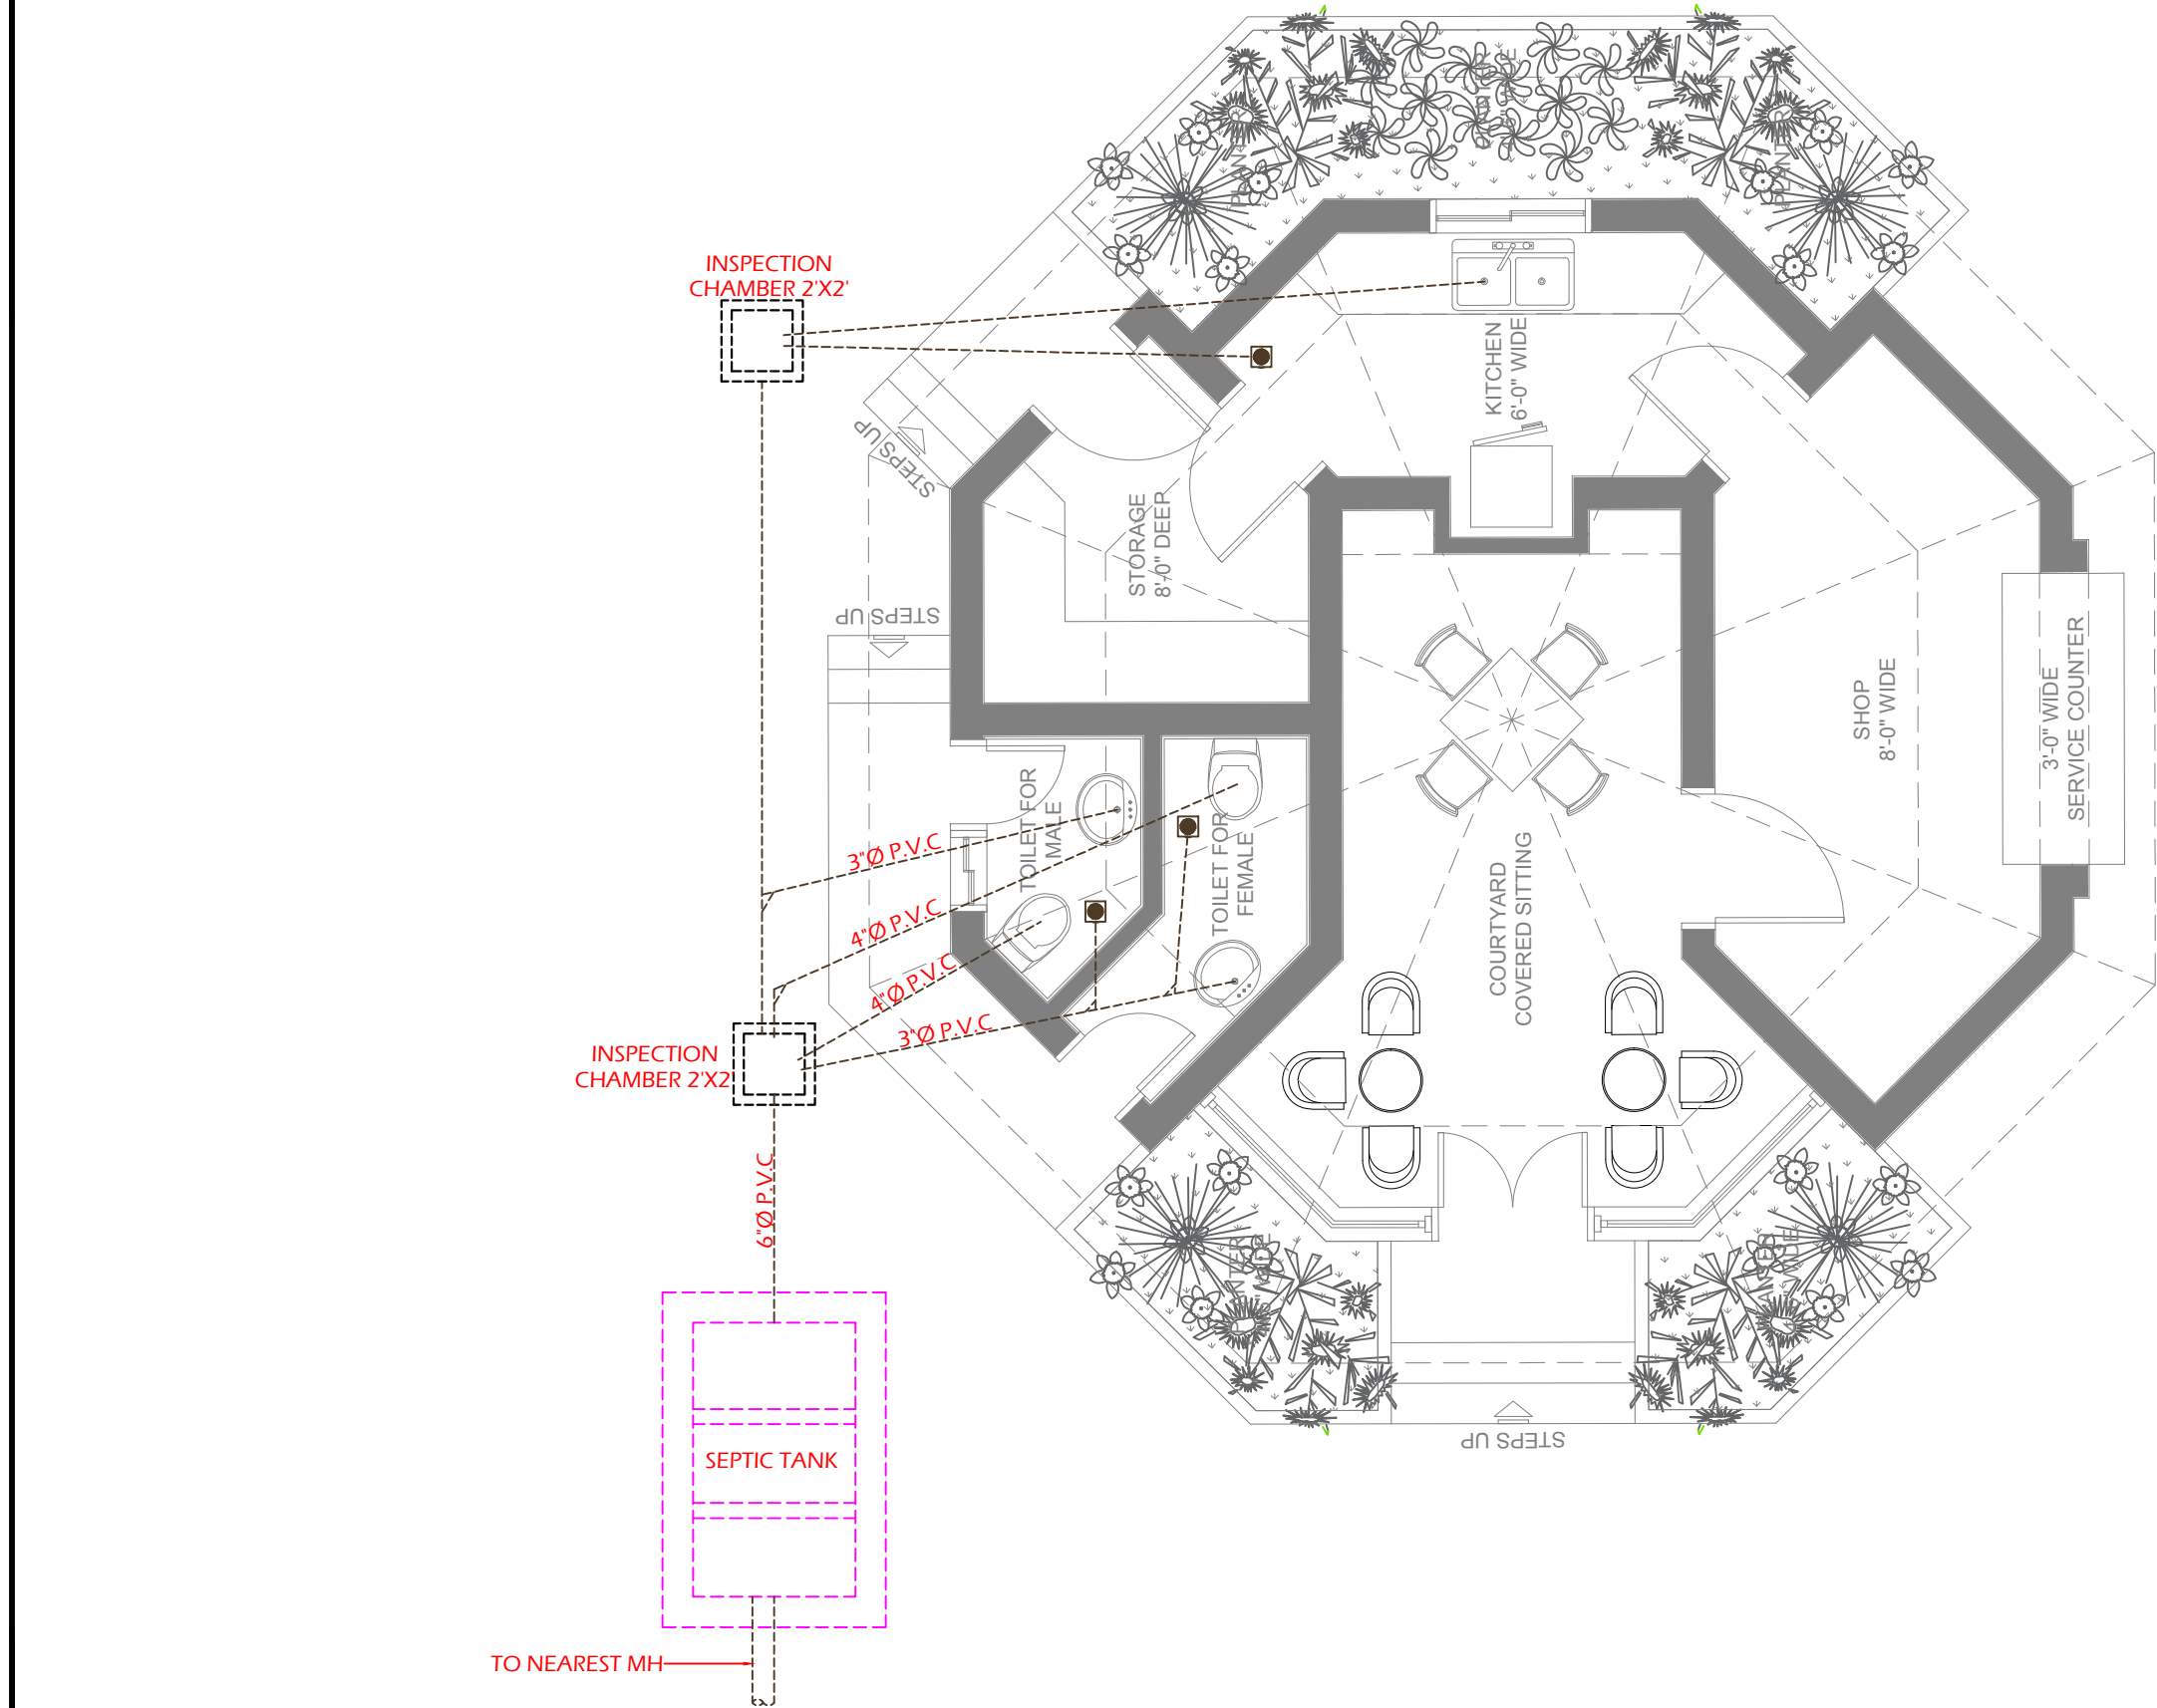 INSPECTION
CHAMBER 2'X2'
STEPS UP
KITCHEN
6'-0" WIDE
STORAGE
8'-0" DEEP
STEPS UP
SHOP
8'-0" WIDE
3'-0" WIDE
SERVICE COUNTER
TOILET FOR
MALE
TOILET FOR
FEMALE
COURTYARD
COVERED SITTING
3"Ø P.V.C
4"Ø P.V.C
4"Ø P.V.C
3"Ø P.V.C
INSPECTION
CHAMBER 2'X2'
6"Ø P.V.C
SEPTIC TANK
STEPS UP
TO NEAREST MH